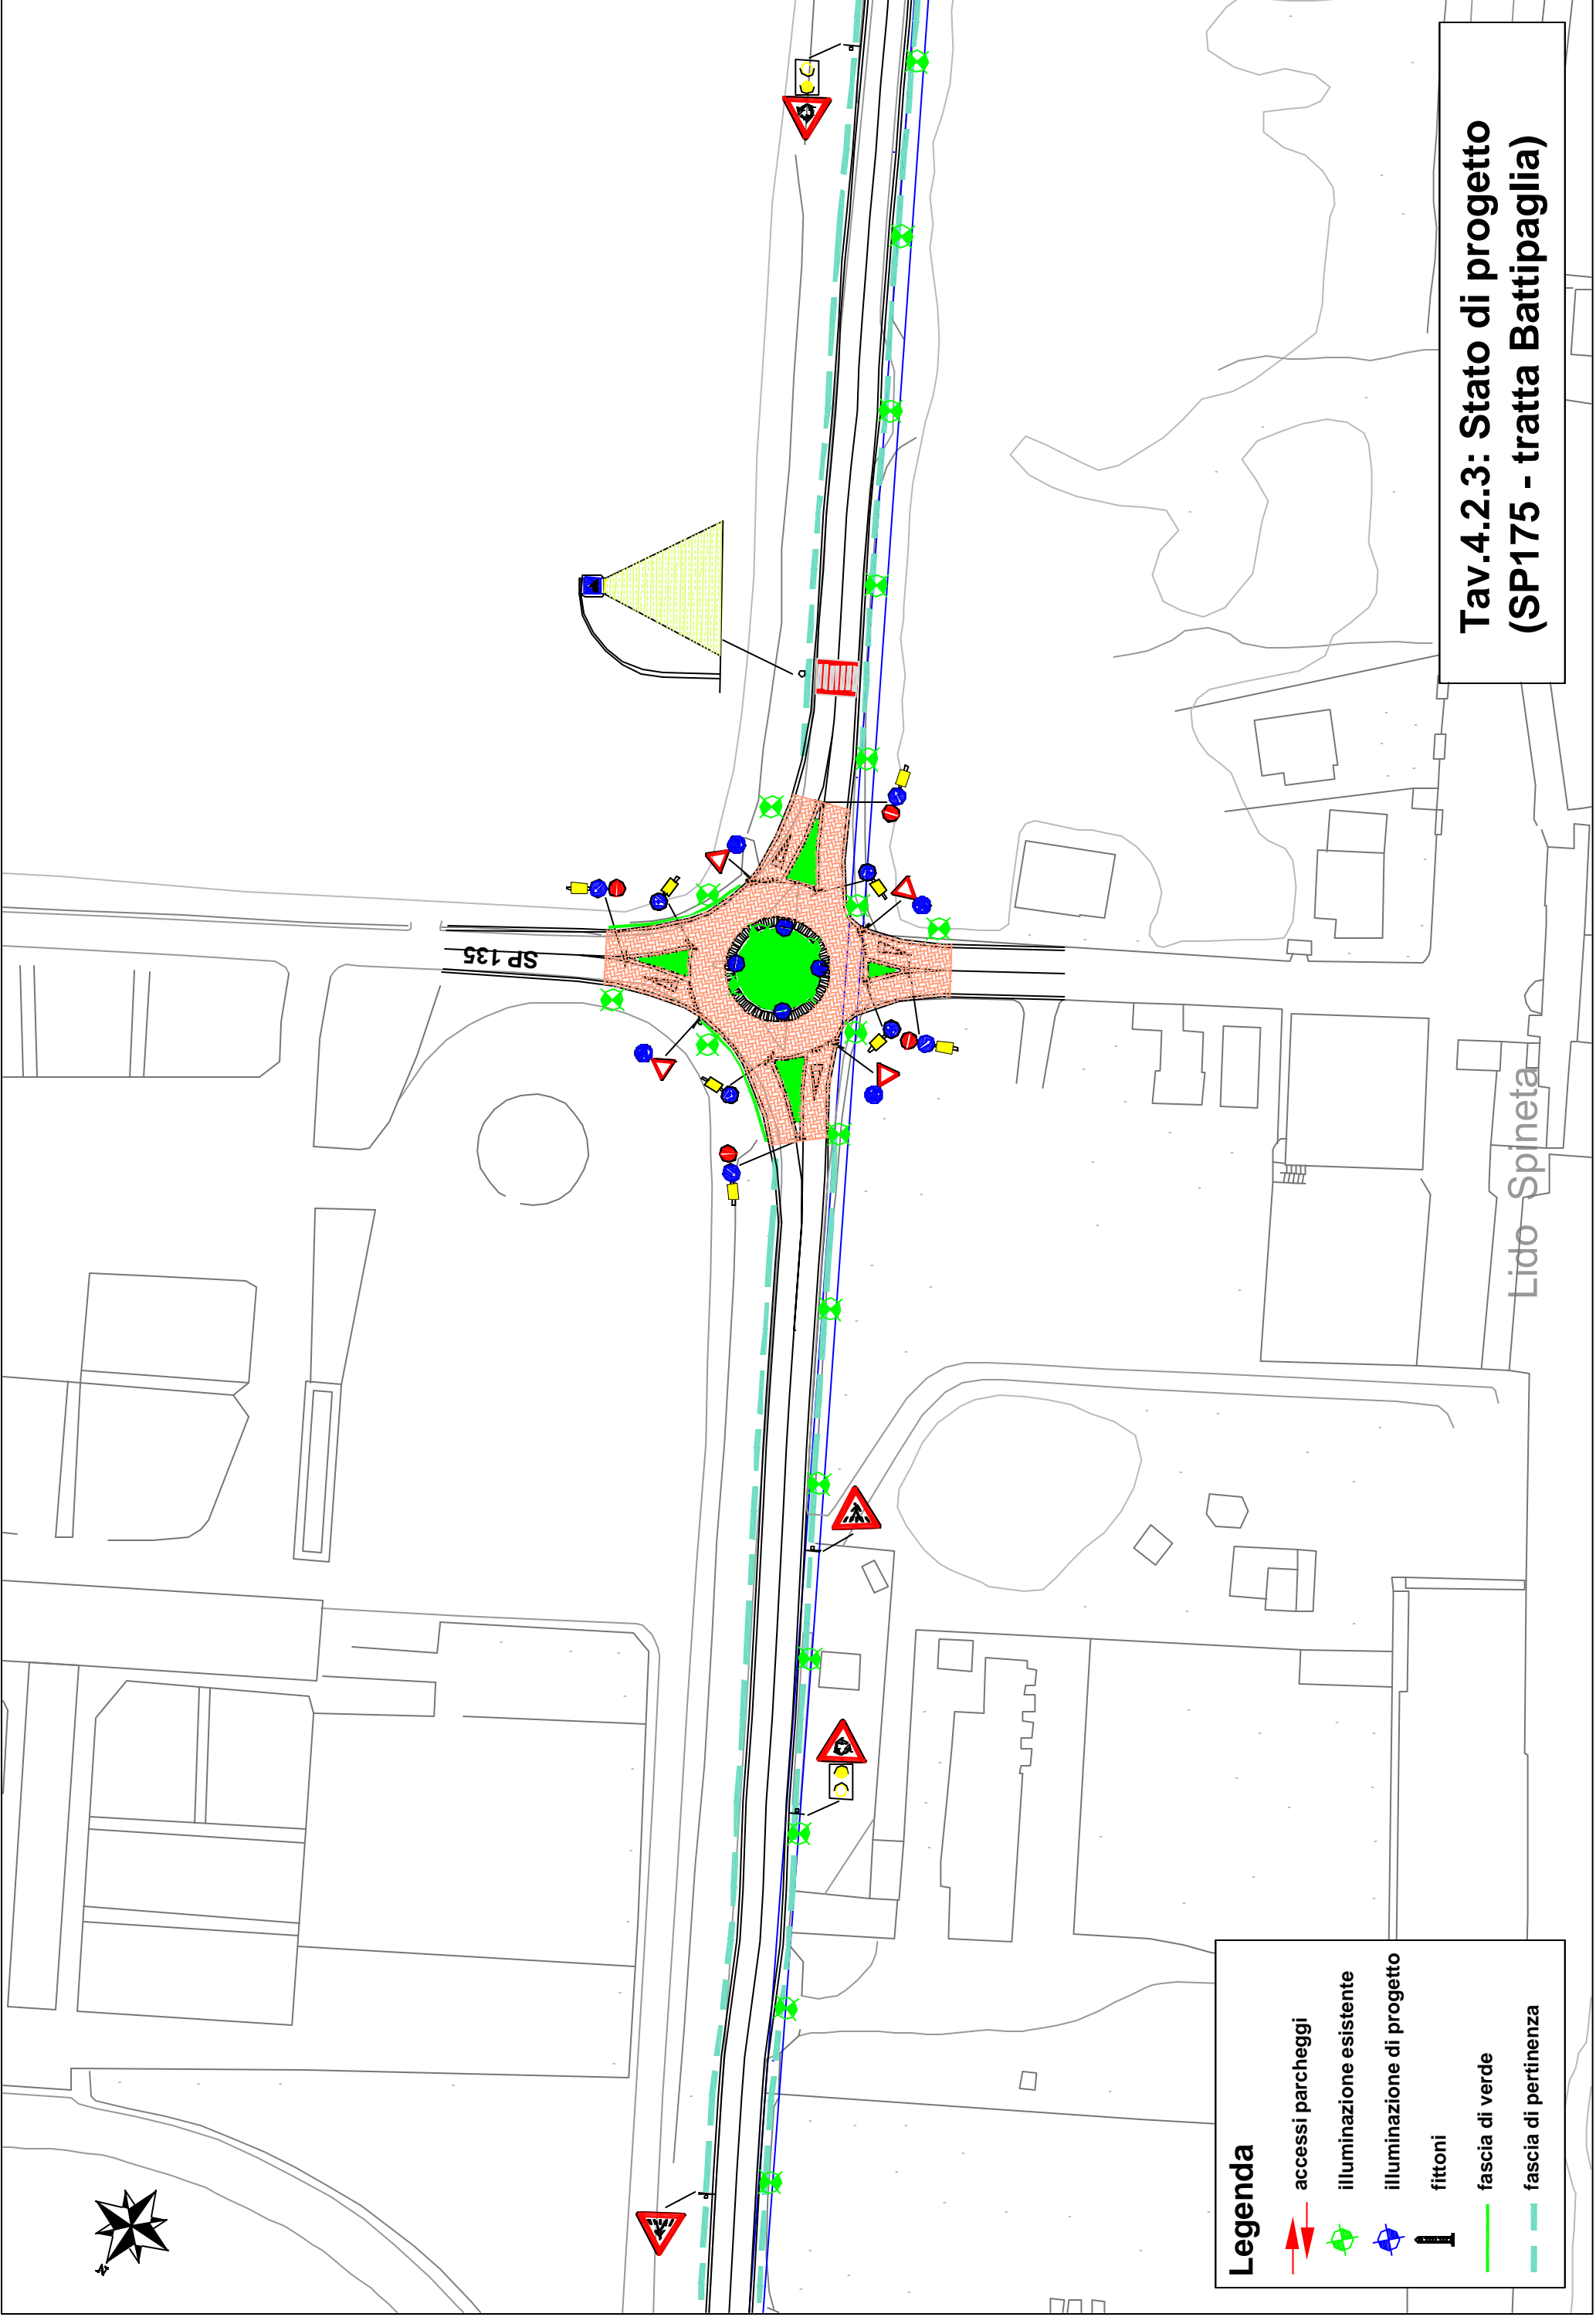 Tav.4.2.3: Stato di progetto
(SP175 - tratta Battipaglia)
SP 135
Lido Spineta
Legenda
accessi parcheggi
illuminazione esistente
illuminazione di progetto
fittoni
fascia di verde
fascia di pertinenza
N